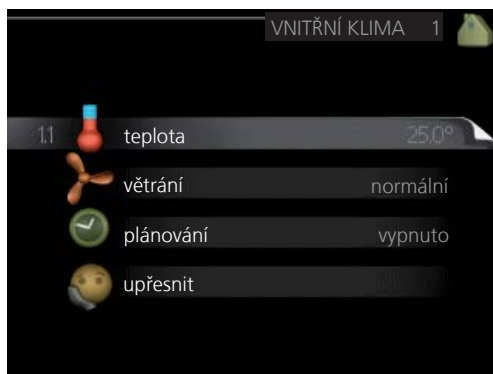 VNITŘNÍ KLIMA 1
1.1 teplota 25.0°
větrání normální
plánování vypnuto
upřesnit